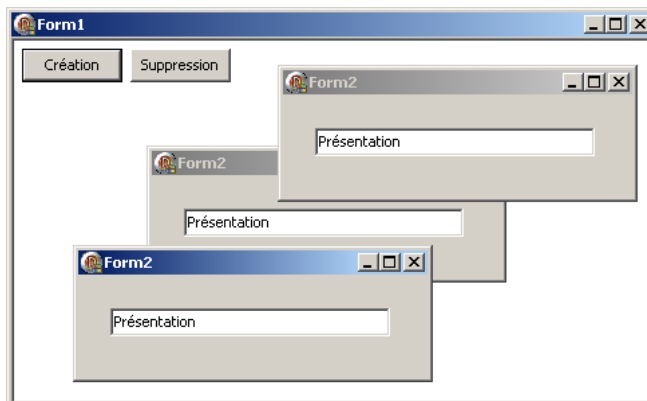 Form1
Création Suppression
Form2
Présentation
Form2
Présentation
Form2
Présentation